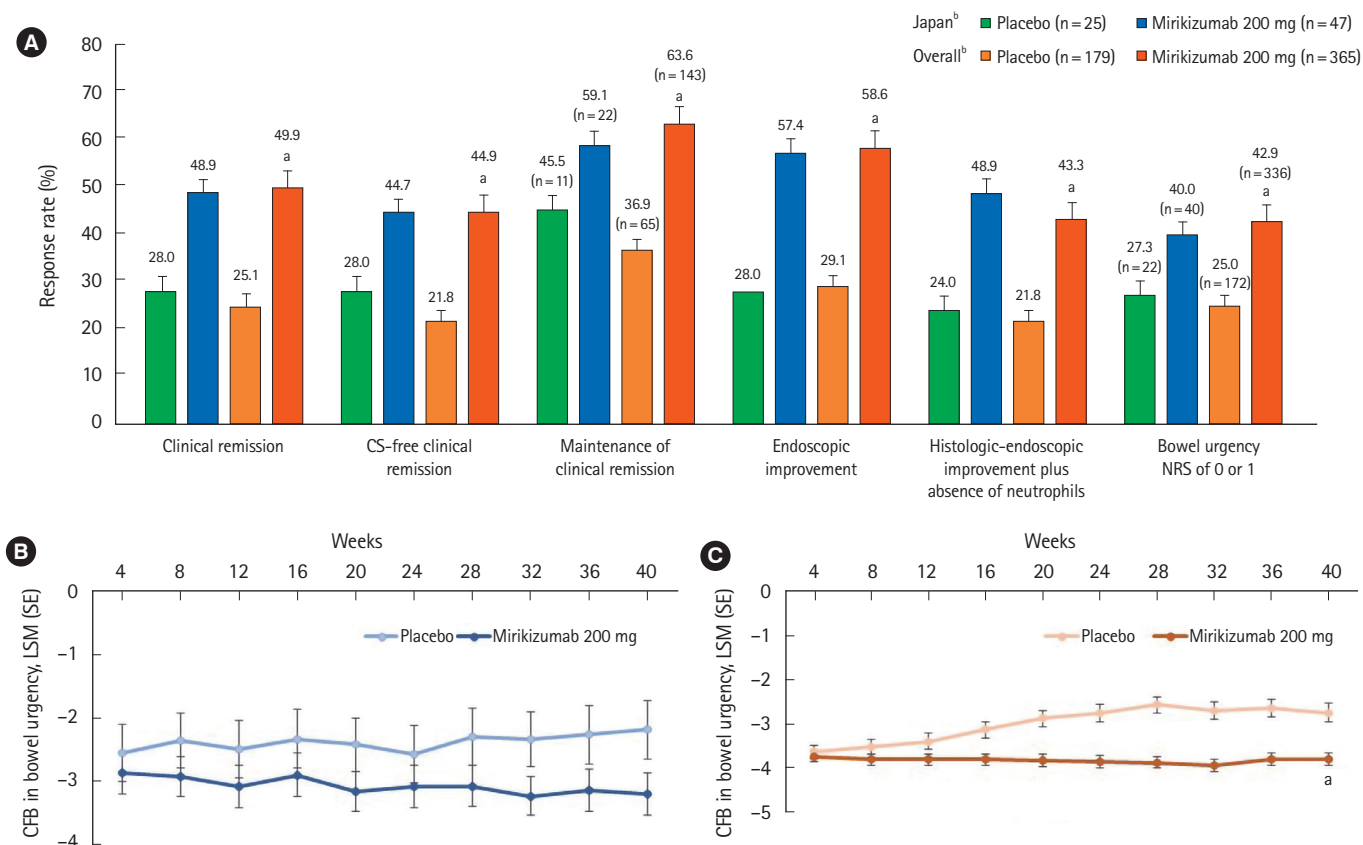 Japanb Placebo (n=25) Mirikizumab 200 mg (n=47)
Overallb Placebo (n=179) Mirikizumab 200 mg (n=365)
A
Response rate (%)
80
70
60
50
40
30
20
10
0
28.0
48.9
25.1
49.9
a
28.0
44.7
21.8
44.9
a
45.5
(n=11)
59.1
(n=22)
36.9
(n=65)
63.6
(n=143)
a
28.0
57.4
29.1
58.6
a
24.0
48.9
21.8
43.3
a
27.3
(n=22)
40.0
(n=40)
25.0
(n=172)
42.9
(n=336)
a
Clinical remission
CS-free clinical
remission
Maintenance of
clinical remission
Endoscopic
improvement
Histologic-endoscopic
improvement plus
absence of neutrophils
Bowel urgency
NRS of 0 or 1
B
Weeks
4 8 12 16 20 24 28 32 36 40
CFB in bowel urgency, LSM (SE)
0
−1
−2
−3
−4
Placebo Mirikizumab 200 mg
C
Weeks
4 8 12 16 20 24 28 32 36 40
CFB in bowel urgency, LSM (SE)
0
−1
−2
−3
−4
−5
Placebo Mirikizumab 200 mg
a